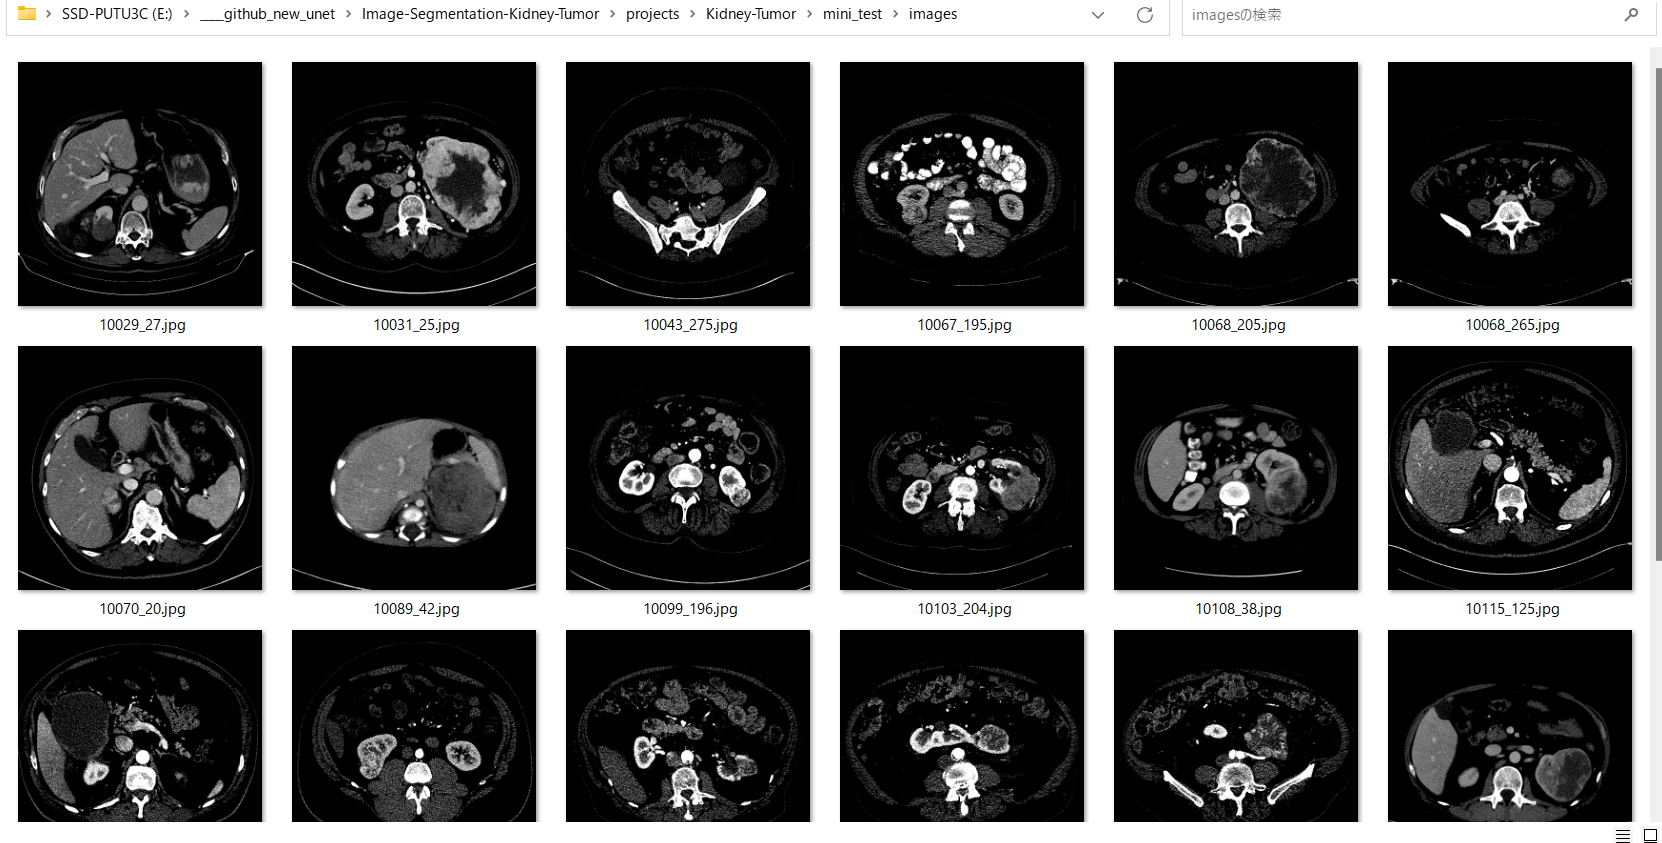 SSD-PUTU3C (E:) > ____github_new_unet > Image-Segmentation-Kidney-Tumor > projects > Kidney-Tumor > mini_test > images
imagesの検索
10029_27.jpg 10031_25.jpg 10043_275.jpg 10067_195.jpg 10068_205.jpg 10068_265.jpg
10070_20.jpg 10089_42.jpg 10099_196.jpg 10103_204.jpg 10108_38.jpg 10115_125.jpg